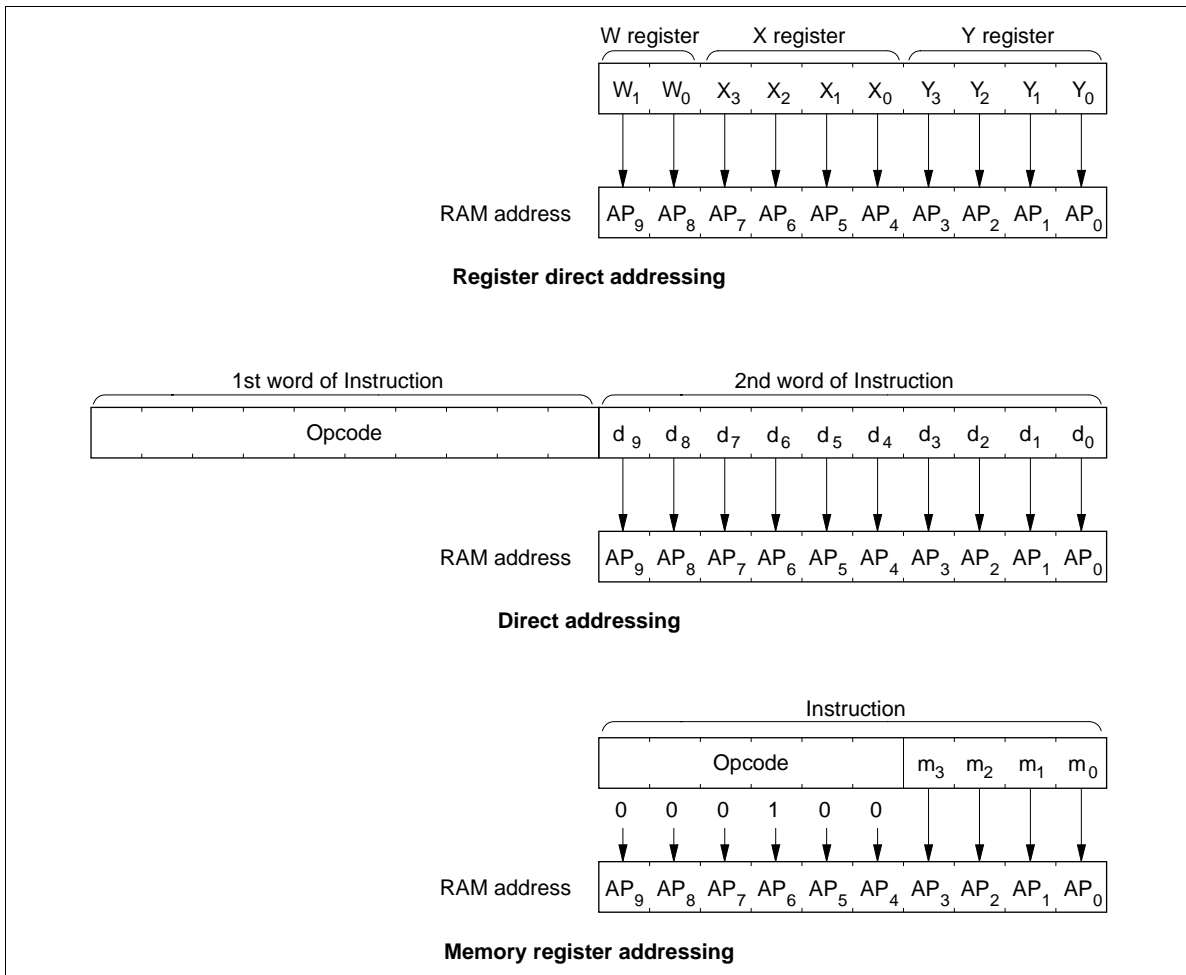 W register X register Y register
W1 W0 X3 X2 X1 X0 Y3 Y2 Y1 Y0
RAM address AP9 AP8 AP7 AP6 AP5 AP4 AP3 AP2 AP1 AP0
Register direct addressing
1st word of Instruction 2nd word of Instruction
Opcode d9 d8 d7 d6 d5 d4 d3 d2 d1 d0
RAM address AP9 AP8 AP7 AP6 AP5 AP4 AP3 AP2 AP1 AP0
Direct addressing
Instruction
Opcode m3 m2 m1 m0
0 0 0 1 0 0
RAM address AP9 AP8 AP7 AP6 AP5 AP4 AP3 AP2 AP1 AP0
Memory register addressing